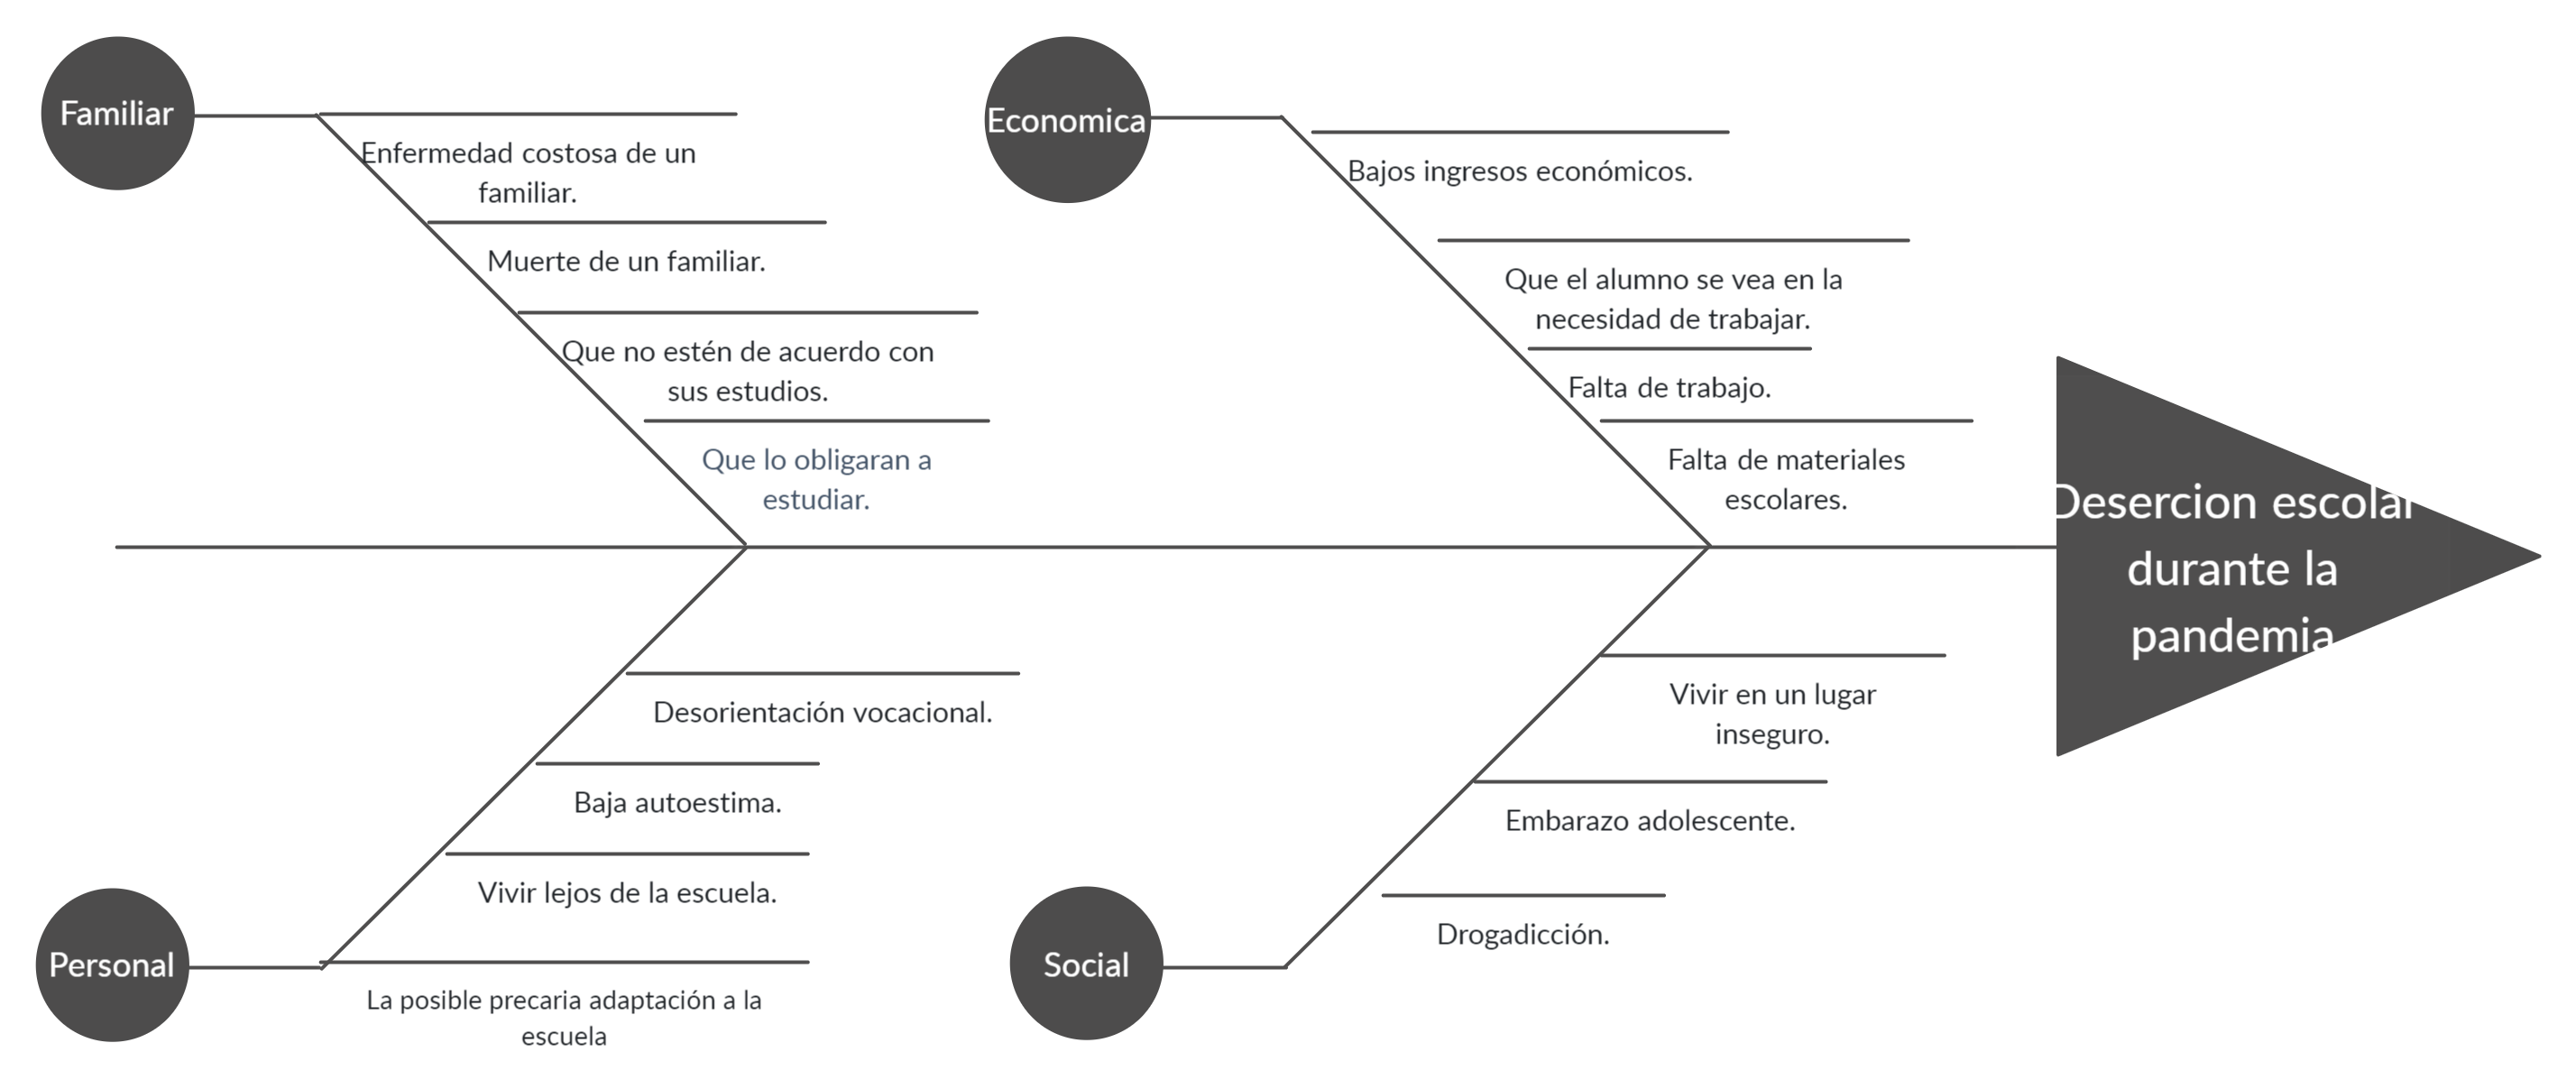 Familiar
Enfermedad costosa de un
familiar.
Muerte de un familiar.
Que no estén de acuerdo con
sus estudios.
Que lo obligaran a
estudiar.
Economica
Bajos ingresos económicos.
Que el alumno se vea en la
necesidad de trabajar.
Falta de trabajo.
Falta de materiales
escolares.
Desercion escolar
durante la
pandemia
Personal
Desorientación vocacional.
Baja autoestima.
Vivir lejos de la escuela.
La posible precaria adaptación a la
escuela
Social
Vivir en un lugar
inseguro.
Embarazo adolescente.
Drogadicción.